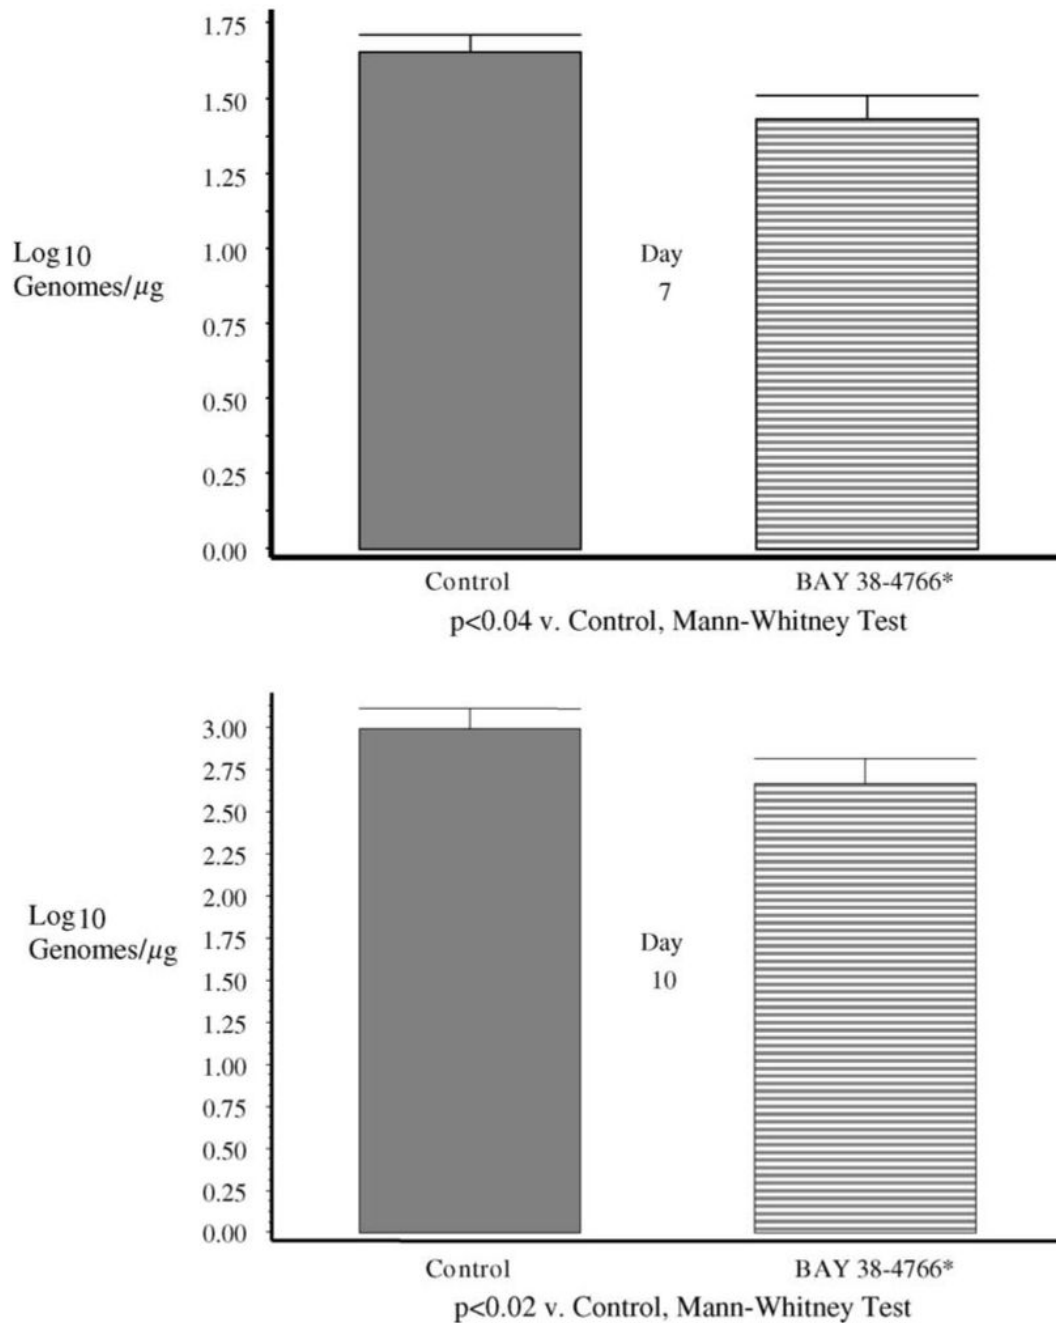 1.75
1.50
1.25
1.00
0.75
0.50
0.25
0.00
Log10
Genomes/µg
Day
7
Control
BAY 38-4766*
p<0.04 v. Control, Mann-Whitney Test
3.00
2.75
2.50
2.25
2.00
1.75
1.50
1.25
1.00
0.75
0.50
0.25
0.00
Log10
Genomes/µg
Day
10
Control
BAY 38-4766*
p<0.02 v. Control, Mann-Whitney Test